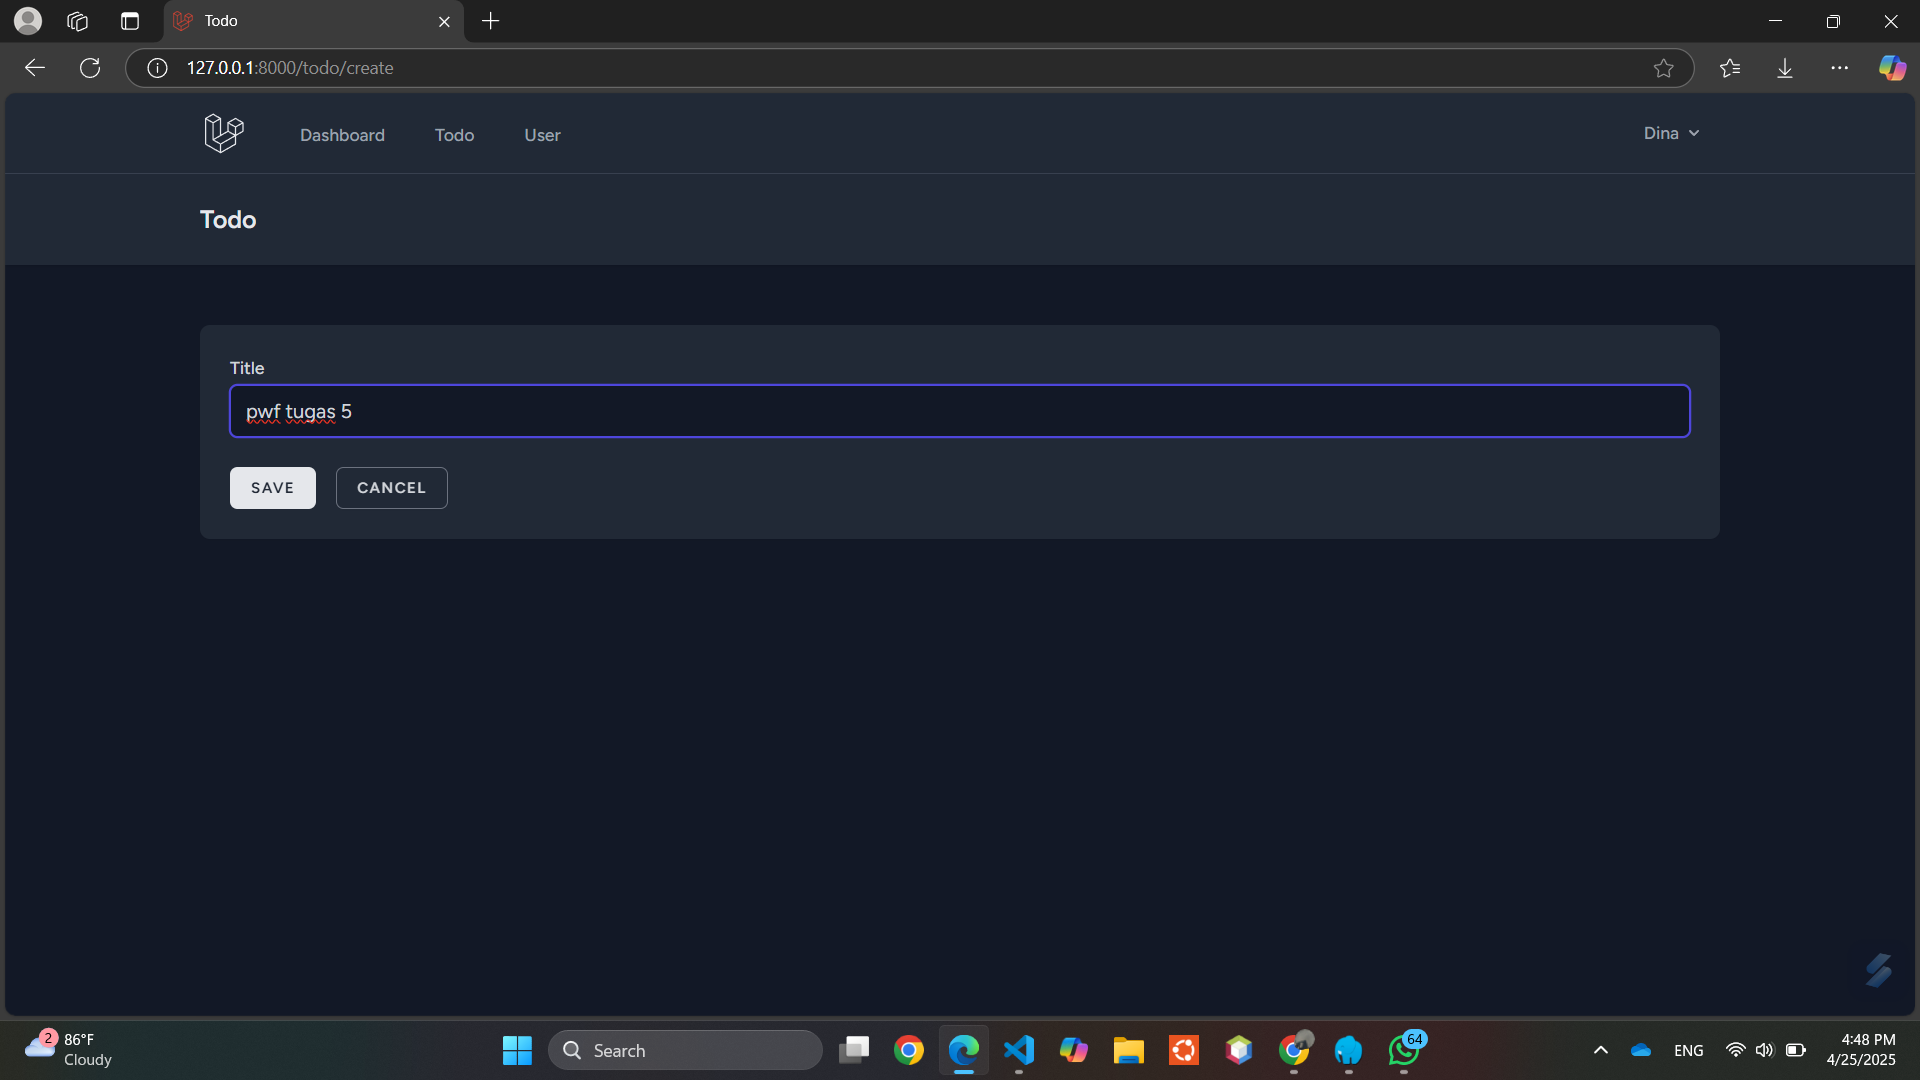 Todo
127.0.0.1:8000/todo/create
Dashboard
Todo
User
Dina
Todo
Title
pwf tugas 5
SAVE
CANCEL
2
86°F
Cloudy
Search
64
ENG
4:48 PM
4/25/2025